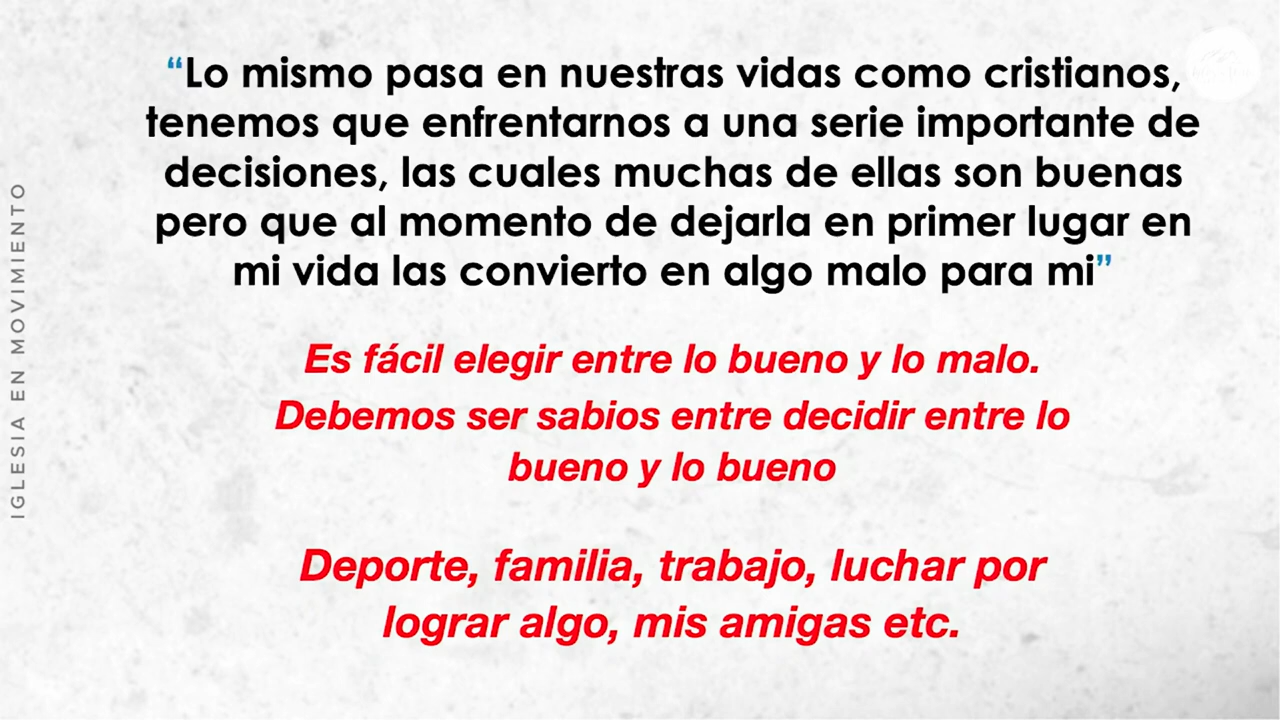 “Lo mismo pasa en nuestras vidas como cristianos,
tenemos que enfrentarnos a una serie importante de
decisiones, las cuales muchas de ellas son buenas
pero que al momento de dejarla en primer lugar en
mi vida las convierto en algo malo para mi”
Es fácil elegir entre lo bueno y lo malo.
Debemos ser sabios entre decidir entre lo
bueno y lo bueno
Deporte, familia, trabajo, luchar por
lograr algo, mis amigas etc.
IGLESIA EN MOVIMIENTO